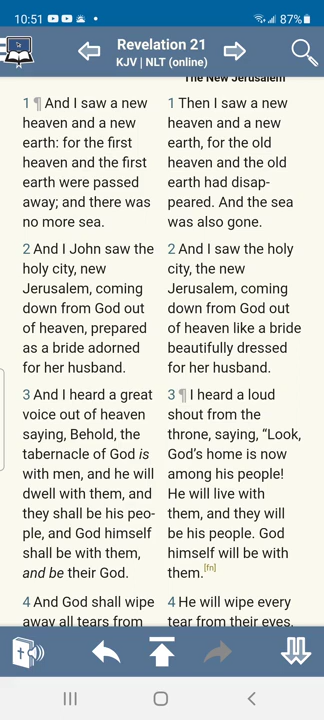 10:51
87%
Revelation 21
KJV | NLT (online)
The New Jerusalem
1 ¶ And I saw a new
heaven and a new
earth: for the first
heaven and the first
earth were passed
away; and there was
no more sea.
2 And I John saw the
holy city, new
Jerusalem, coming
down from God out
of heaven, prepared
as a bride adorned
for her husband.
3 And I heard a great
voice out of heaven
saying, Behold, the
tabernacle of God is
with men, and he will
dwell with them, and
they shall be his peo-
ple, and God himself
shall be with them,
and be their God.
4 And God shall wipe
away all tears from
1 Then I saw a new
heaven and a new
earth, for the old
heaven and the old
earth had disap-
peared. And the sea
was also gone.
2 And I saw the holy
city, the new
Jerusalem, coming
down from God out
of heaven like a bride
beautifully dressed
for her husband.
3 ¶ I heard a loud
shout from the
throne, saying, “Look,
God’s home is now
among his people!
He will live with
them, and they will
be his people. God
himself will be with
them.[fn]
4 He will wipe every
tear from their eyes,